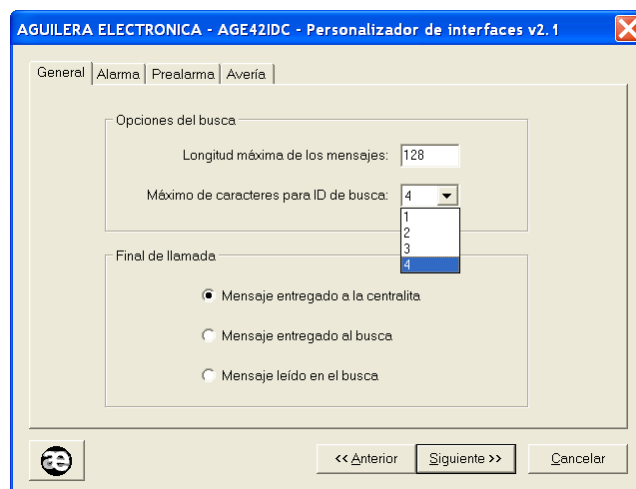 AGUILERA ELECTRONICA - AGE42IDC - Personalizador de interfaces v2.1
General Alarma Prealarma Avería
Opciones del busca
Longitud máxima de los mensajes: 128
Máximo de caracteres para ID de busca: 4
1
2
3
4
Final de llamada
Mensaje entregado a la centralita
Mensaje entregado al busca
Mensaje leído en el busca
æ << Anterior Siguiente >> Cancelar